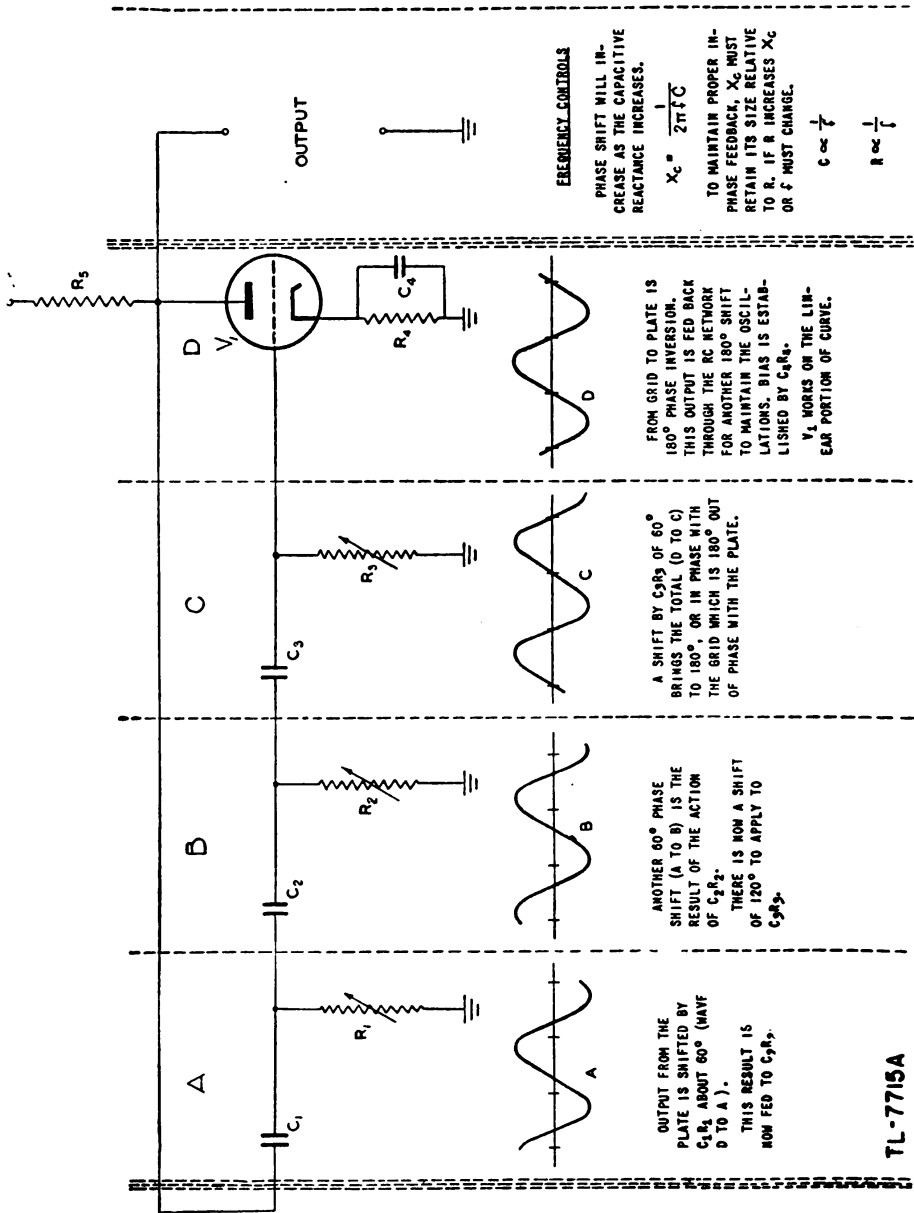 A
B
C
D
V₁
R₅
OUTPUT
C₁
C₂
C₃
R₁
R₂
R₃
R₄
C₄
A
B
C
D
OUTPUT FROM THE
PLATE IS SHIFTED BY
C₁R₁ ABOUT 60° (WAVE
D TO A).
THIS RESULT IS
NOW FED TO C₂R₂.
ANOTHER 60° PHASE
SHIFT (A TO B) IS THE
RESULT OF THE ACTION
OF C₂R₂.
THERE IS NOW A SHIFT
OF 120° TO APPLY TO
C₃R₃.
A SHIFT BY C₃R₃ OF 60°
BRINGS THE TOTAL (D TO C)
TO 180°, OR IN PHASE WITH
THE GRID WHICH IS 180° OUT
OF PHASE WITH THE PLATE.
FROM GRID TO PLATE IS
180° PHASE INVERSION.
THIS OUTPUT IS FED BACK
THROUGH THE RC NETWORK
FOR ANOTHER 180° SHIFT
TO MAINTAIN THE OSCIL-
LATIONS. BIAS IS ESTAB-
LISHED BY C₄R₄.
V₁ WORKS ON THE LIN-
EAR PORTION OF CURVE.
FREQUENCY CONTROLS
PHASE SHIFT WILL IN-
CREASE AS THE CAPACITIVE
REACTANCE INCREASES.
X_C = 1/(2πfC)
TO MAINTAIN PROPER IN-
PHASE FEEDBACK, X_C MUST
RETAIN ITS SIZE RELATIVE
TO R. IF R INCREASES X_C
OR f MUST CHANGE.
C ∝ 1/f
R ∝ 1/f
TL-7715A